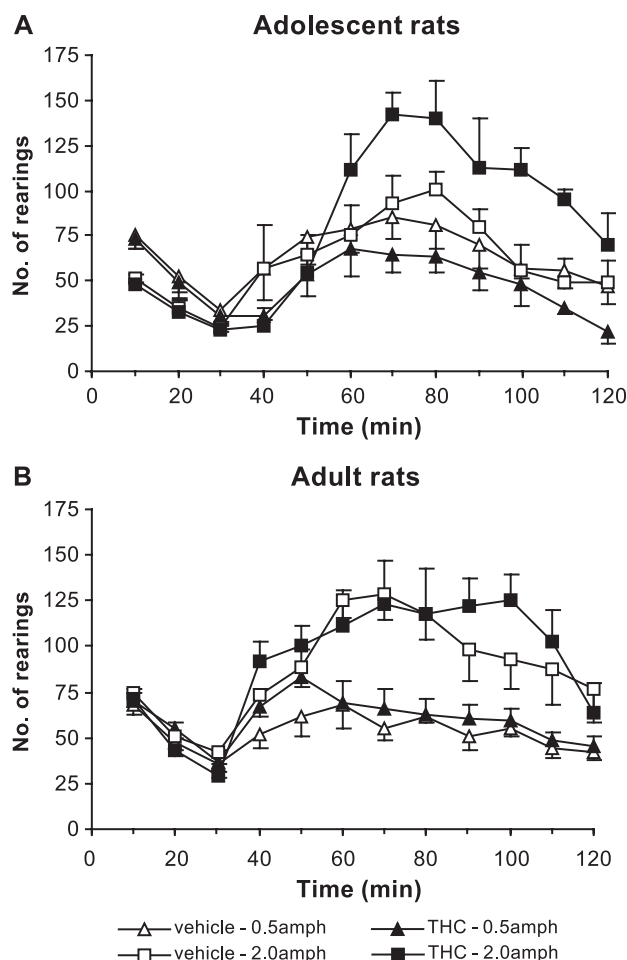 A Adolescent rats
175
150
125
100
75
50
25
0
No. of rearings
0 20 40 60 80 100 120
Time (min)
B Adult rats
175
150
125
100
75
50
25
0
No. of rearings
0 20 40 60 80 100 120
Time (min)
vehicle - 0.5amph THC - 0.5amph
vehicle - 2.0amph THC - 2.0amph